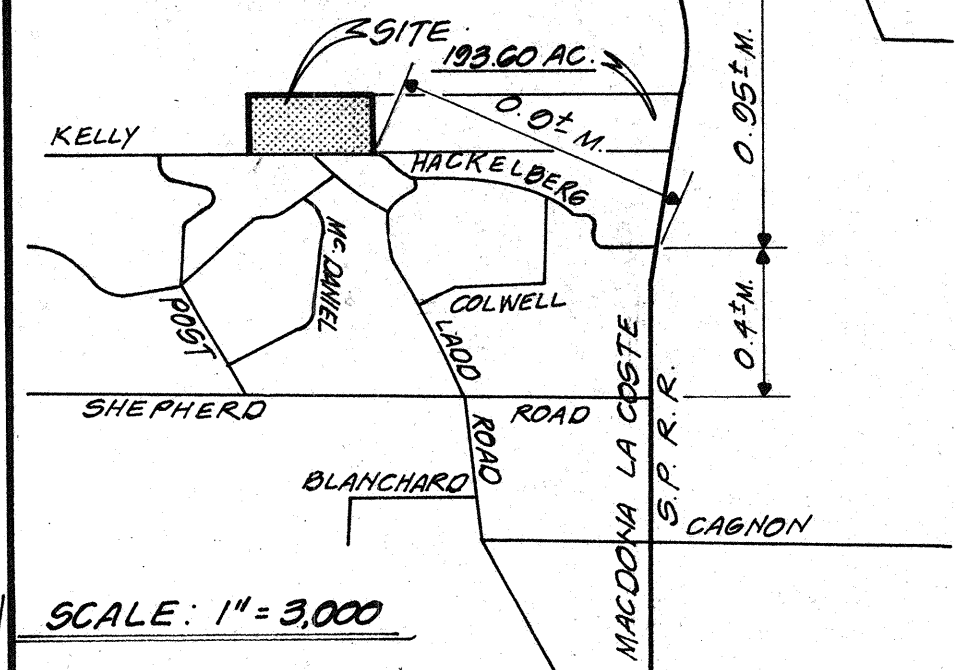 SITE
193.60 AC.
0.9± M.
0.95± M.
KELLY
HACKELBERG
Mc. DANIEL
POST
COLWELL
LADD
0.4± M.
SHEPHERD
ROAD
ROAD
BLANCHARD
MACDONA LA COSTE
S.P. R.R.
CAGNON
SCALE: 1" = 3,000